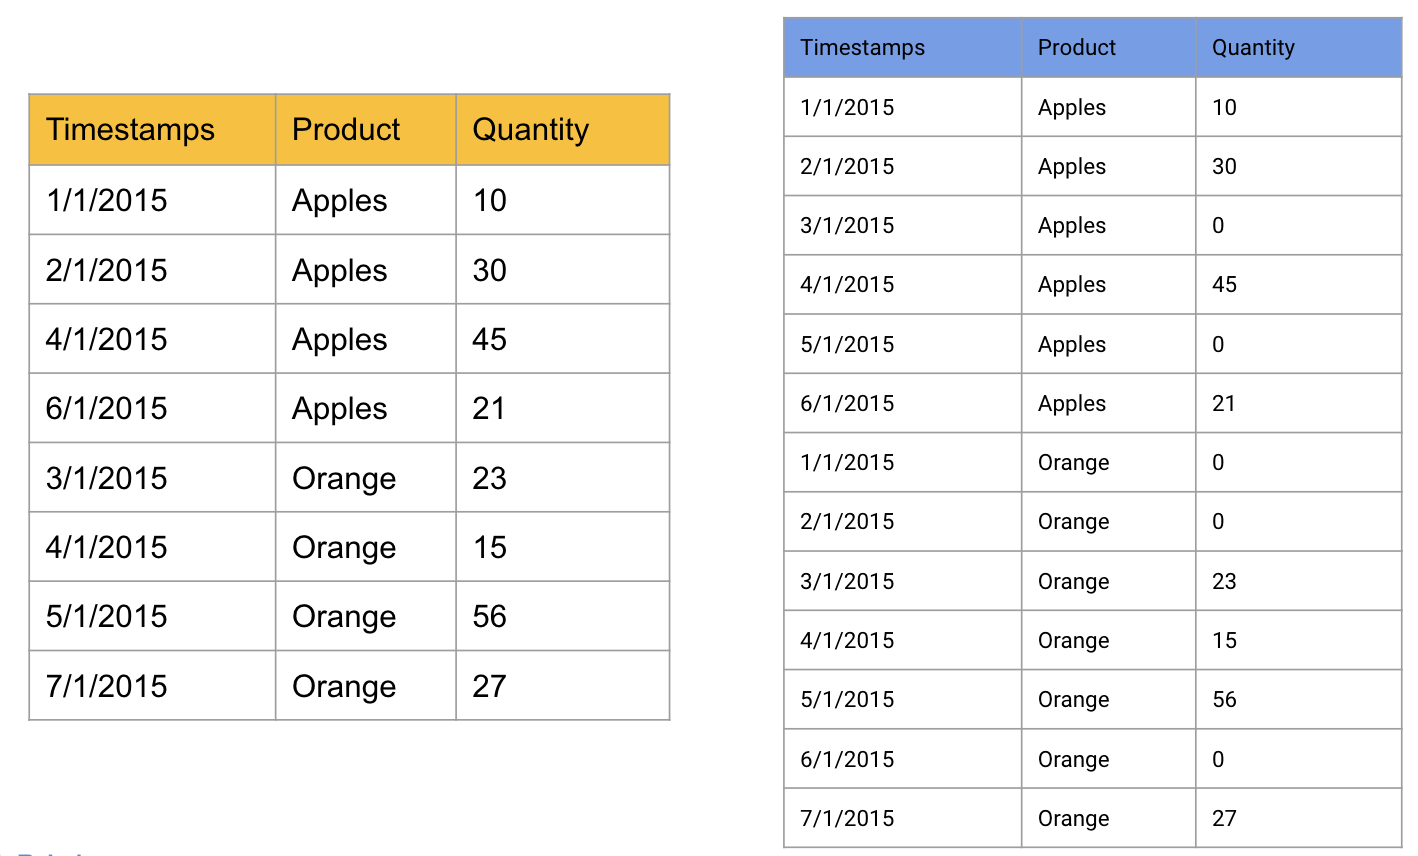 Timestamps Product Quantity
1/1/2015 Apples 10
2/1/2015 Apples 30
4/1/2015 Apples 45
6/1/2015 Apples 21
3/1/2015 Orange 23
4/1/2015 Orange 15
5/1/2015 Orange 56
7/1/2015 Orange 27
Timestamps Product Quantity
1/1/2015 Apples 10
2/1/2015 Apples 30
3/1/2015 Apples 0
4/1/2015 Apples 45
5/1/2015 Apples 0
6/1/2015 Apples 21
1/1/2015 Orange 0
2/1/2015 Orange 0
3/1/2015 Orange 23
4/1/2015 Orange 15
5/1/2015 Orange 56
6/1/2015 Orange 0
7/1/2015 Orange 27